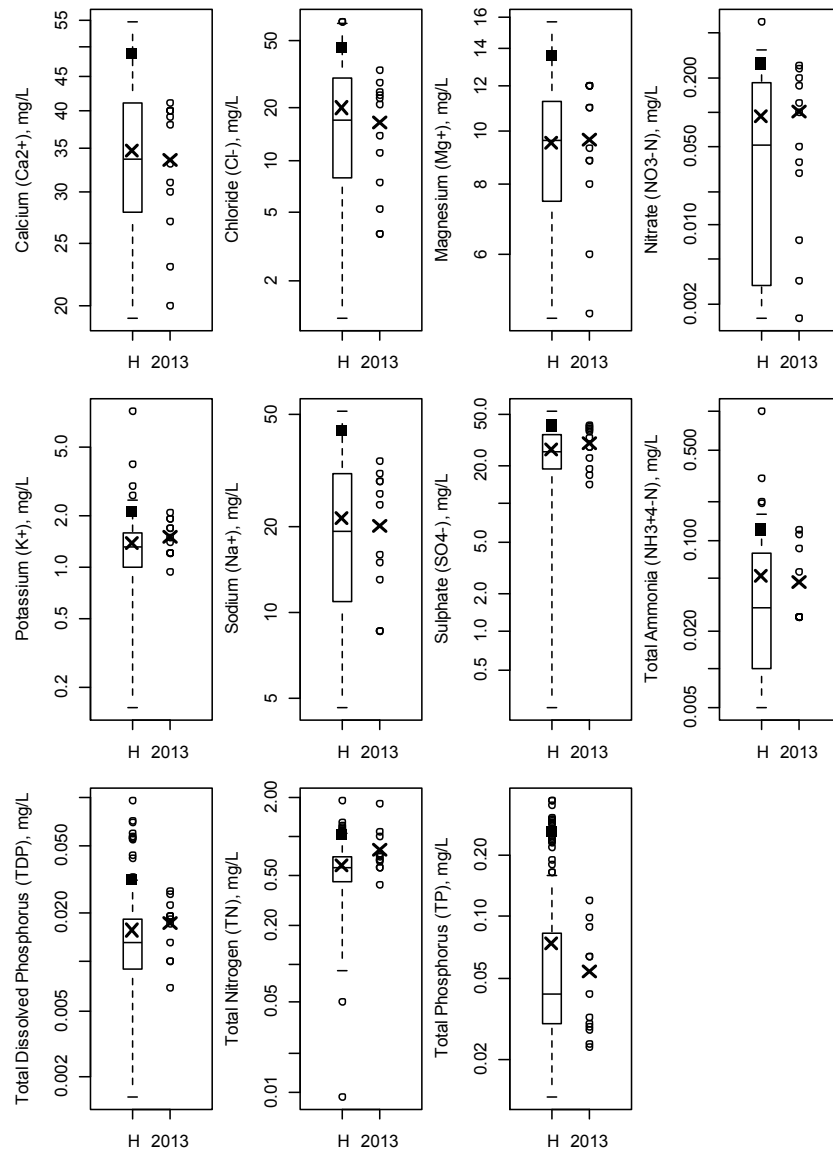 Calcium (Ca2+), mg/L
20 25 30 35 40 45 55
H 2013
Chloride (Cl-), mg/L
2 5 10 20 50
H 2013
Magnesium (Mg+), mg/L
6 8 10 12 14 16
H 2013
Nitrate (NO3-N), mg/L
0.002 0.010 0.050 0.200
H 2013
Potassium (K+), mg/L
0.2 0.5 1.0 2.0 5.0
H 2013
Sodium (Na+), mg/L
5 10 20 50
H 2013
Sulphate (SO4-), mg/L
0.5 1.0 2.0 5.0 20.0 50.0
H 2013
Total Ammonia (NH3+4-N), mg/L
0.005 0.020 0.100 0.500
H 2013
Total Dissolved Phosphorus (TDP), mg/L
0.002 0.005 0.020 0.050
H 2013
Total Nitrogen (TN), mg/L
0.01 0.05 0.20 0.50 2.00
H 2013
Total Phosphorus (TP), mg/L
0.02 0.05 0.10 0.20
H 2013